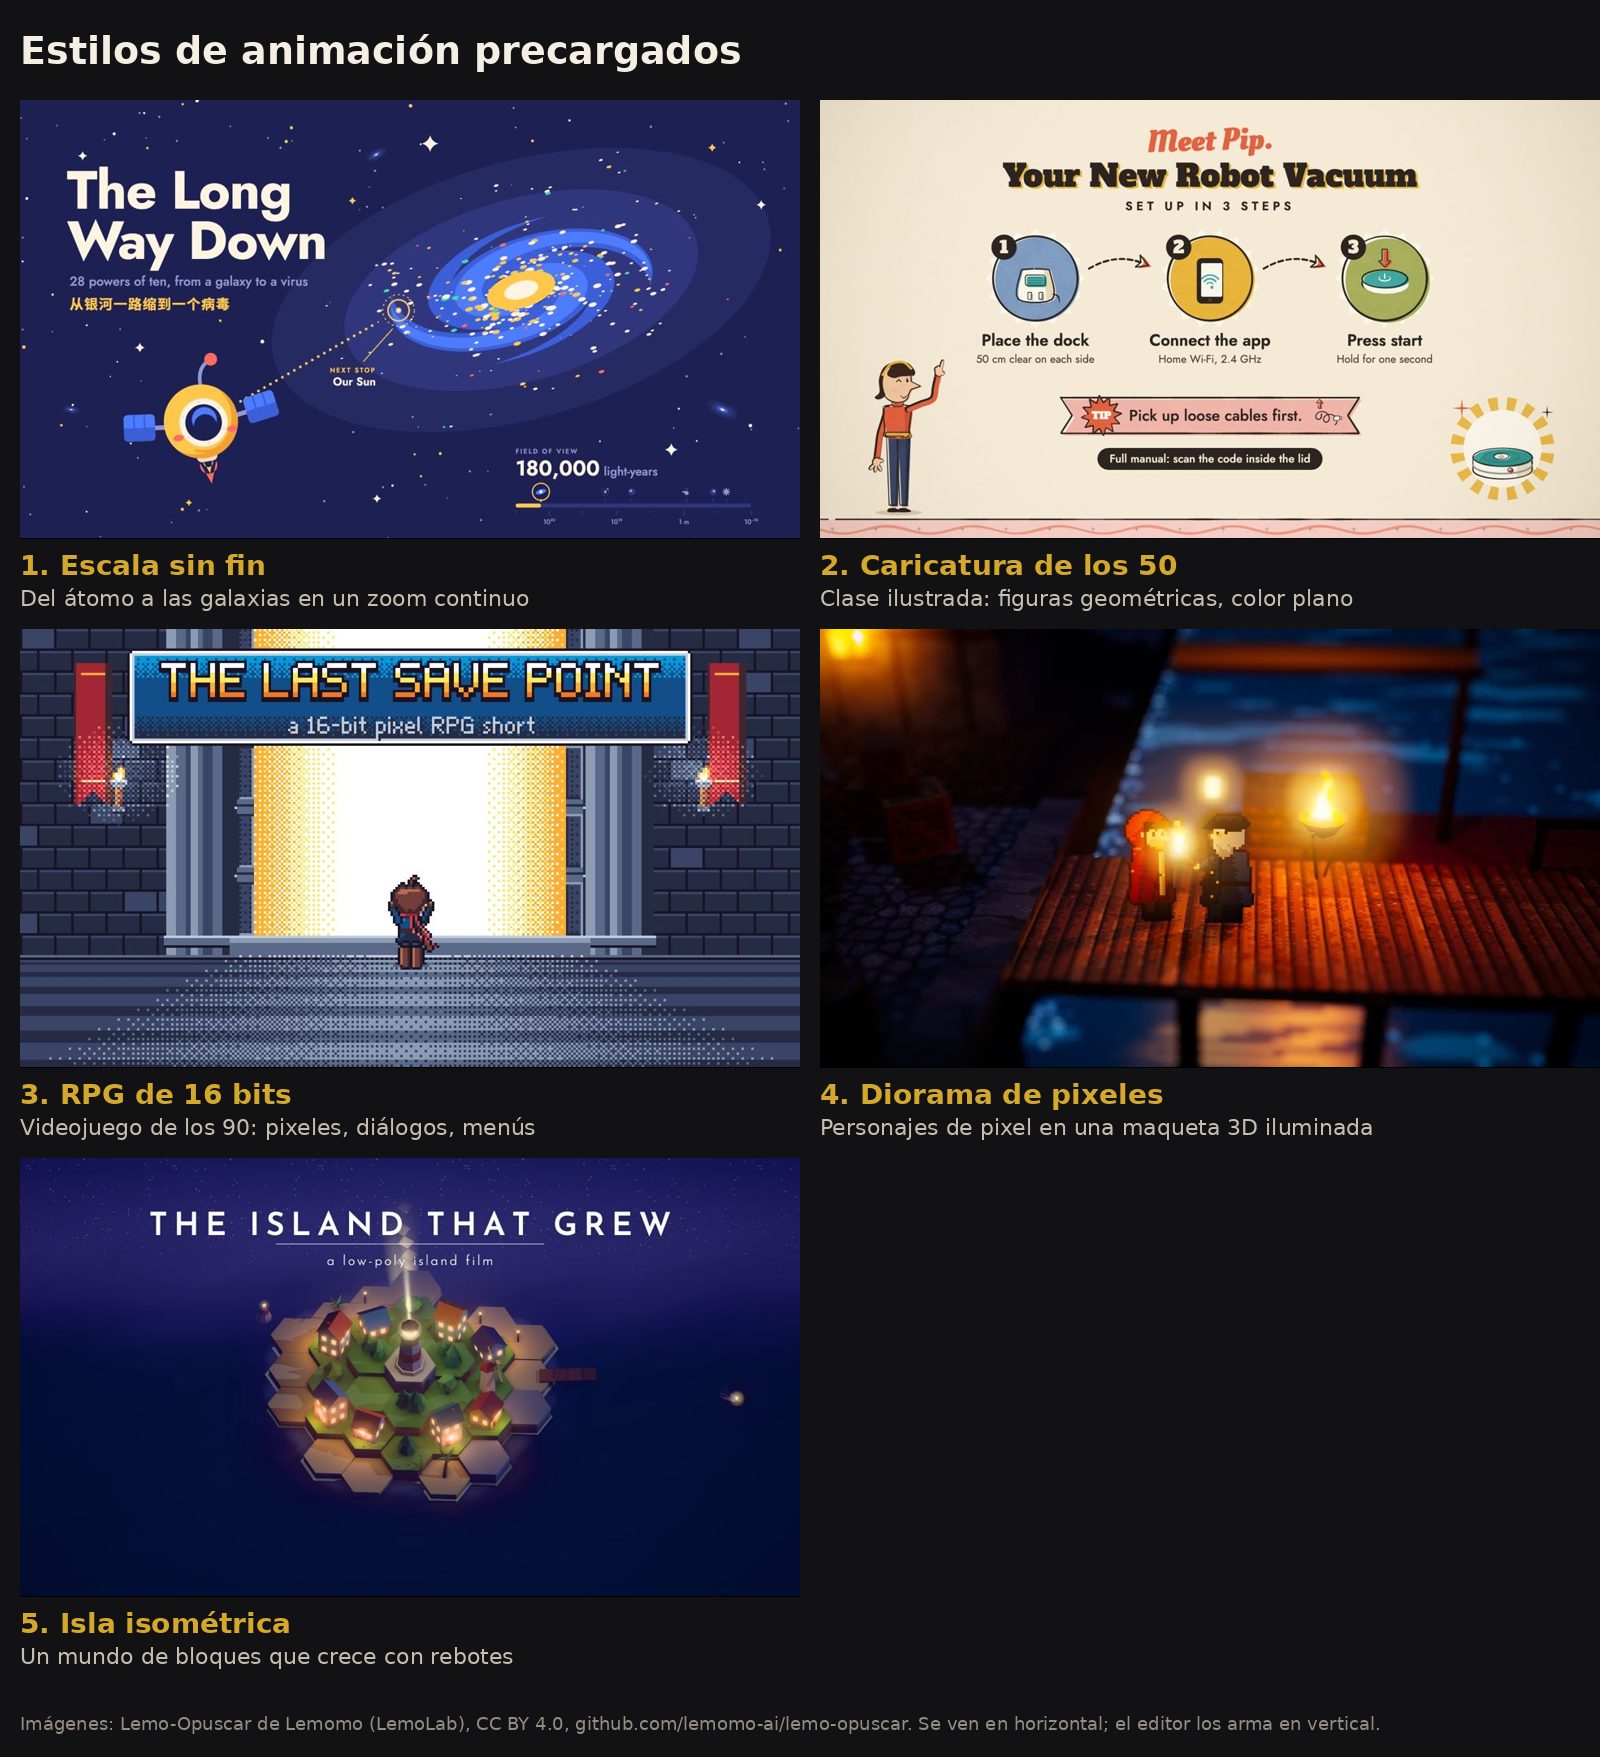 Estilos de animación precargados
The Long
Way Down
28 powers of ten, from a galaxy to a virus
从银河一路缩到一个病毒
NEXT STOP
Our Sun
FIELD OF VIEW
180,000 light-years
10²⁰
10¹⁰
1 m
10⁻¹⁰
1. Escala sin fin
Del átomo a las galaxias en un zoom continuo
Meet Pip.
Your New Robot Vacuum
SET UP IN 3 STEPS
1
2
3
Place the dock
Connect the app
Press start
50 cm clear on each side
Home Wi-Fi, 2.4 GHz
Hold for one second
TIP
Pick up loose cables first.
Full manual: scan the code inside the lid
2. Caricatura de los 50
Clase ilustrada: figuras geométricas, color plano
THE LAST SAVE POINT
a 16-bit pixel RPG short
3. RPG de 16 bits
Videojuego de los 90: pixeles, diálogos, menús
4. Diorama de pixeles
Personajes de pixel en una maqueta 3D iluminada
THE ISLAND THAT GREW
a low-poly island film
5. Isla isométrica
Un mundo de bloques que crece con rebotes
Imágenes: Lemo-Opuscar de Lemomo (LemoLab), CC BY 4.0, github.com/lemomo-ai/lemo-opuscar. Se ven en horizontal; el editor los arma en vertical.